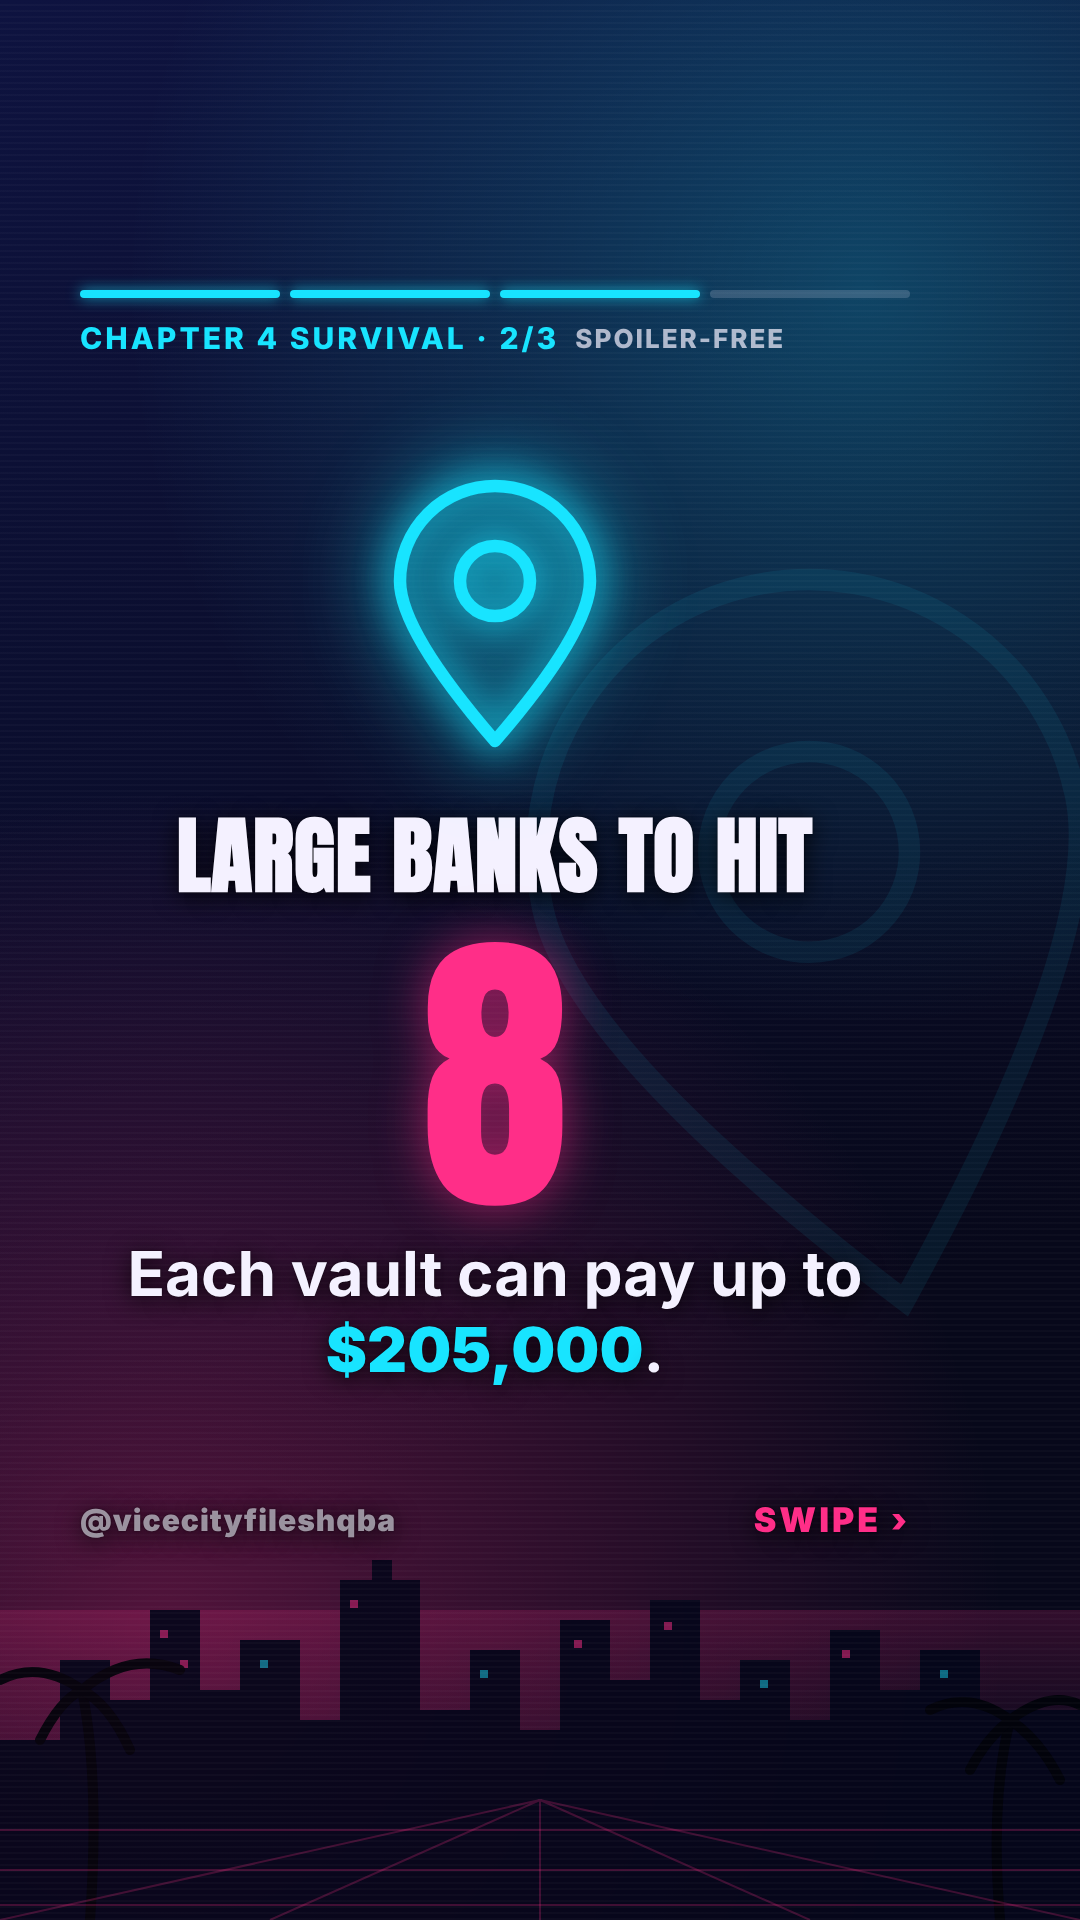 CHAPTER 4 SURVIVAL · 2/3 SPOILER-FREE
LARGE BANKS TO HIT
8
Each vault can pay up to
$205,000.
@vicecityfileshqba
SWIPE ›